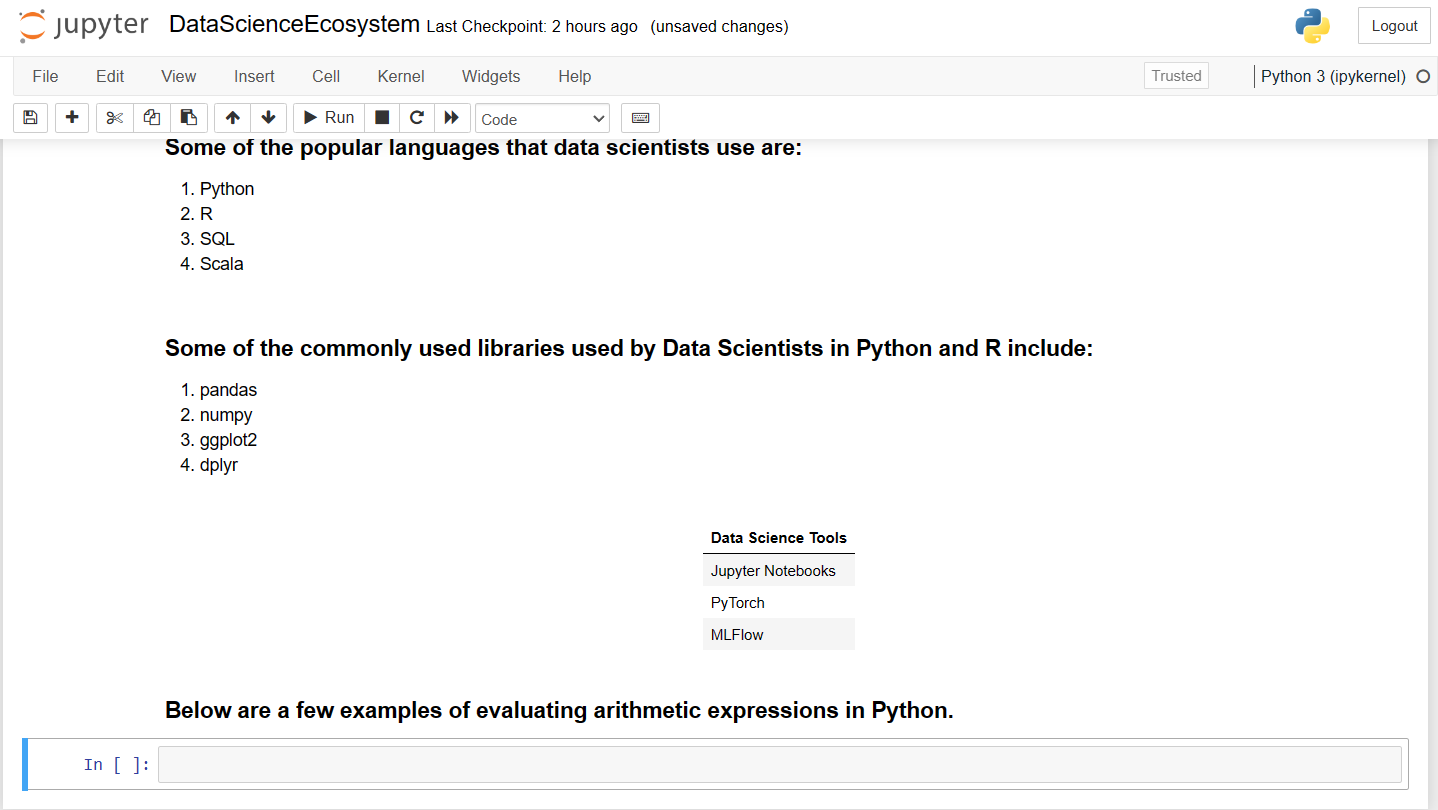 jupyter DataScienceEcosystem Last Checkpoint: 2 hours ago (unsaved changes) Logout
File Edit View Insert Cell Kernel Widgets Help Trusted Python 3 (ipykernel)
Run Code
Some of the popular languages that data scientists use are:
1. Python
2. R
3. SQL
4. Scala
Some of the commonly used libraries used by Data Scientists in Python and R include:
1. pandas
2. numpy
3. ggplot2
4. dplyr
Data Science Tools
Jupyter Notebooks
PyTorch
MLFlow
Below are a few examples of evaluating arithmetic expressions in Python.
In [ ]: